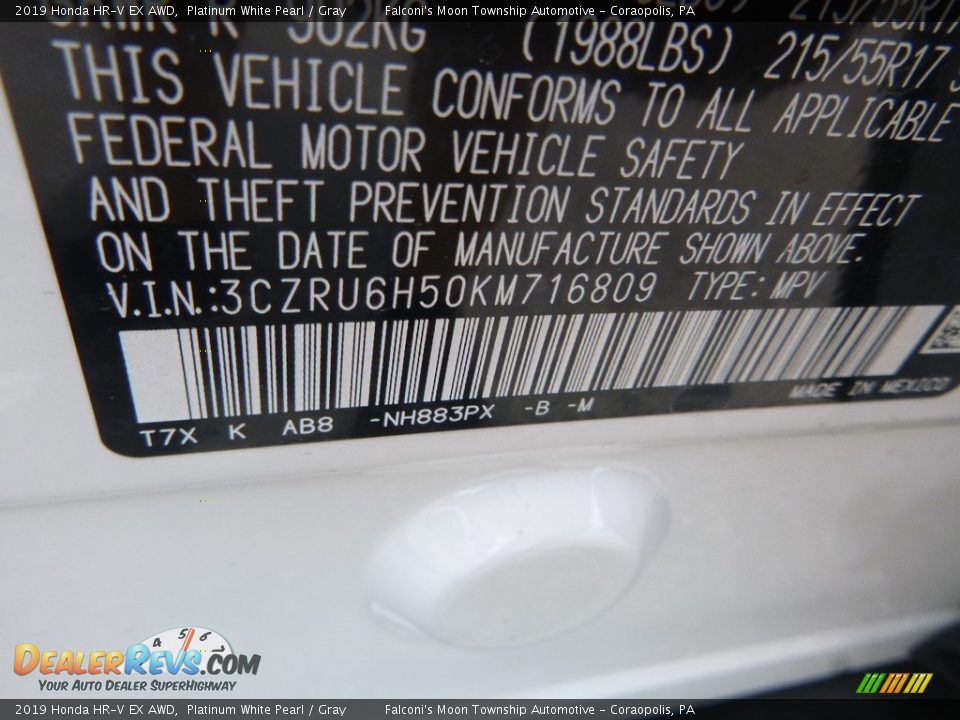 2019 Honda HR-V EX AWD, Platinum White Pearl / Gray Falconi's Moon Township Automotive - Coraopolis, PA
(1988LBS) 215/55R17
THIS VEHICLE CONFORMS TO ALL APPLICABLE
FEDERAL MOTOR VEHICLE SAFETY
AND THEFT PREVENTION STANDARDS IN EFFECT
ON THE DATE OF MANUFACTURE SHOWN ABOVE.
V.I.N.:3CZRU6H50KM716809 TYPE: MPV
MADE IN MEXICO
T7X K AB8 -NH883PX -B -M
4 5 6
DEALERREVS.COM
YOUR AUTO DEALER SUPERHIGHWAY
2019 Honda HR-V EX AWD, Platinum White Pearl / Gray Falconi's Moon Township Automotive - Coraopolis, PA